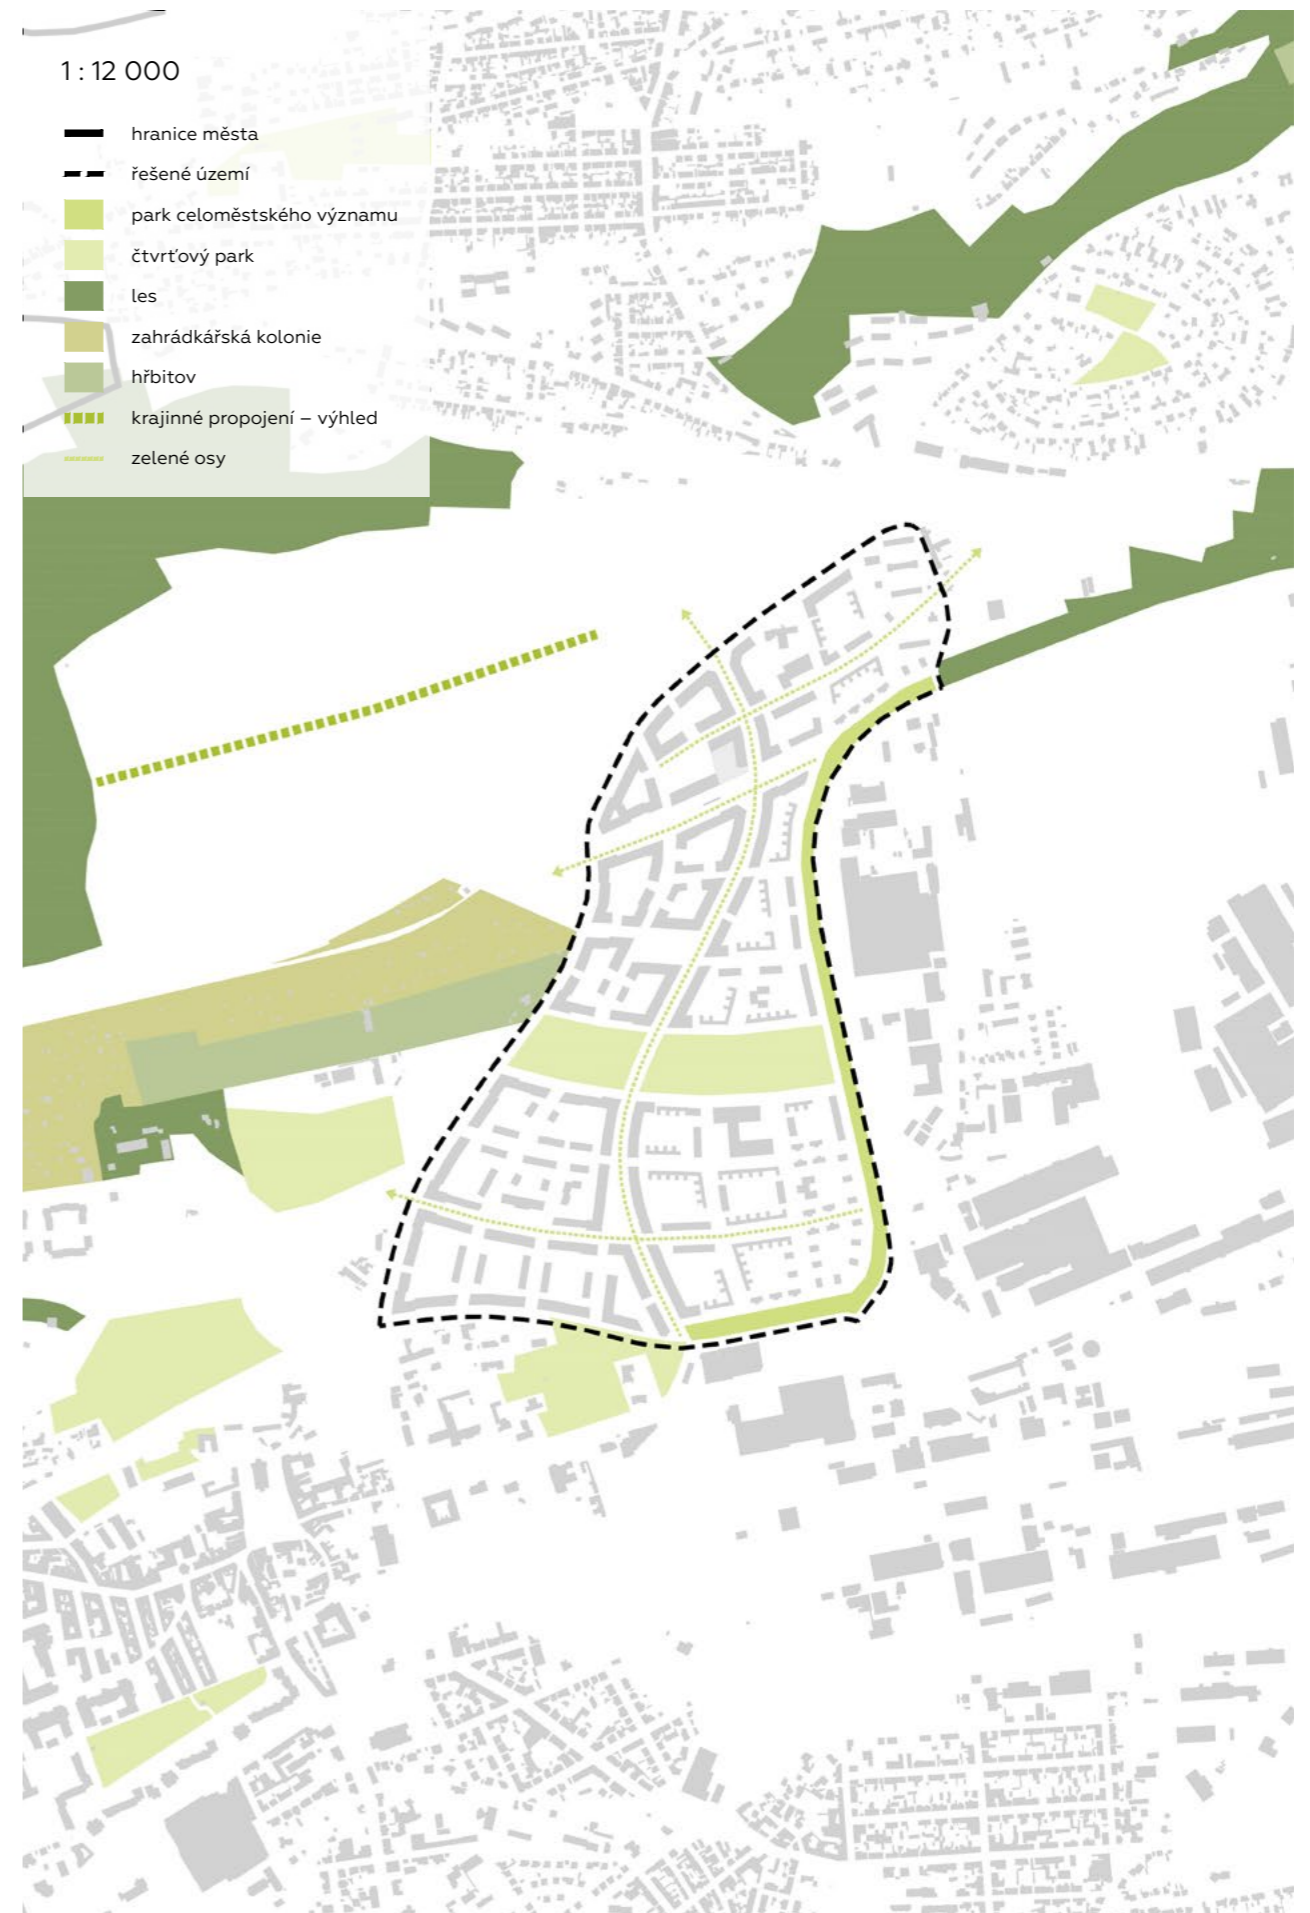 1 : 12 000
hranice města
řešené území
park celoměstského významu
čtvrťový park
les
zahrádkářská kolonie
hřbitov
krajinné propojení – výhled
zelené osy